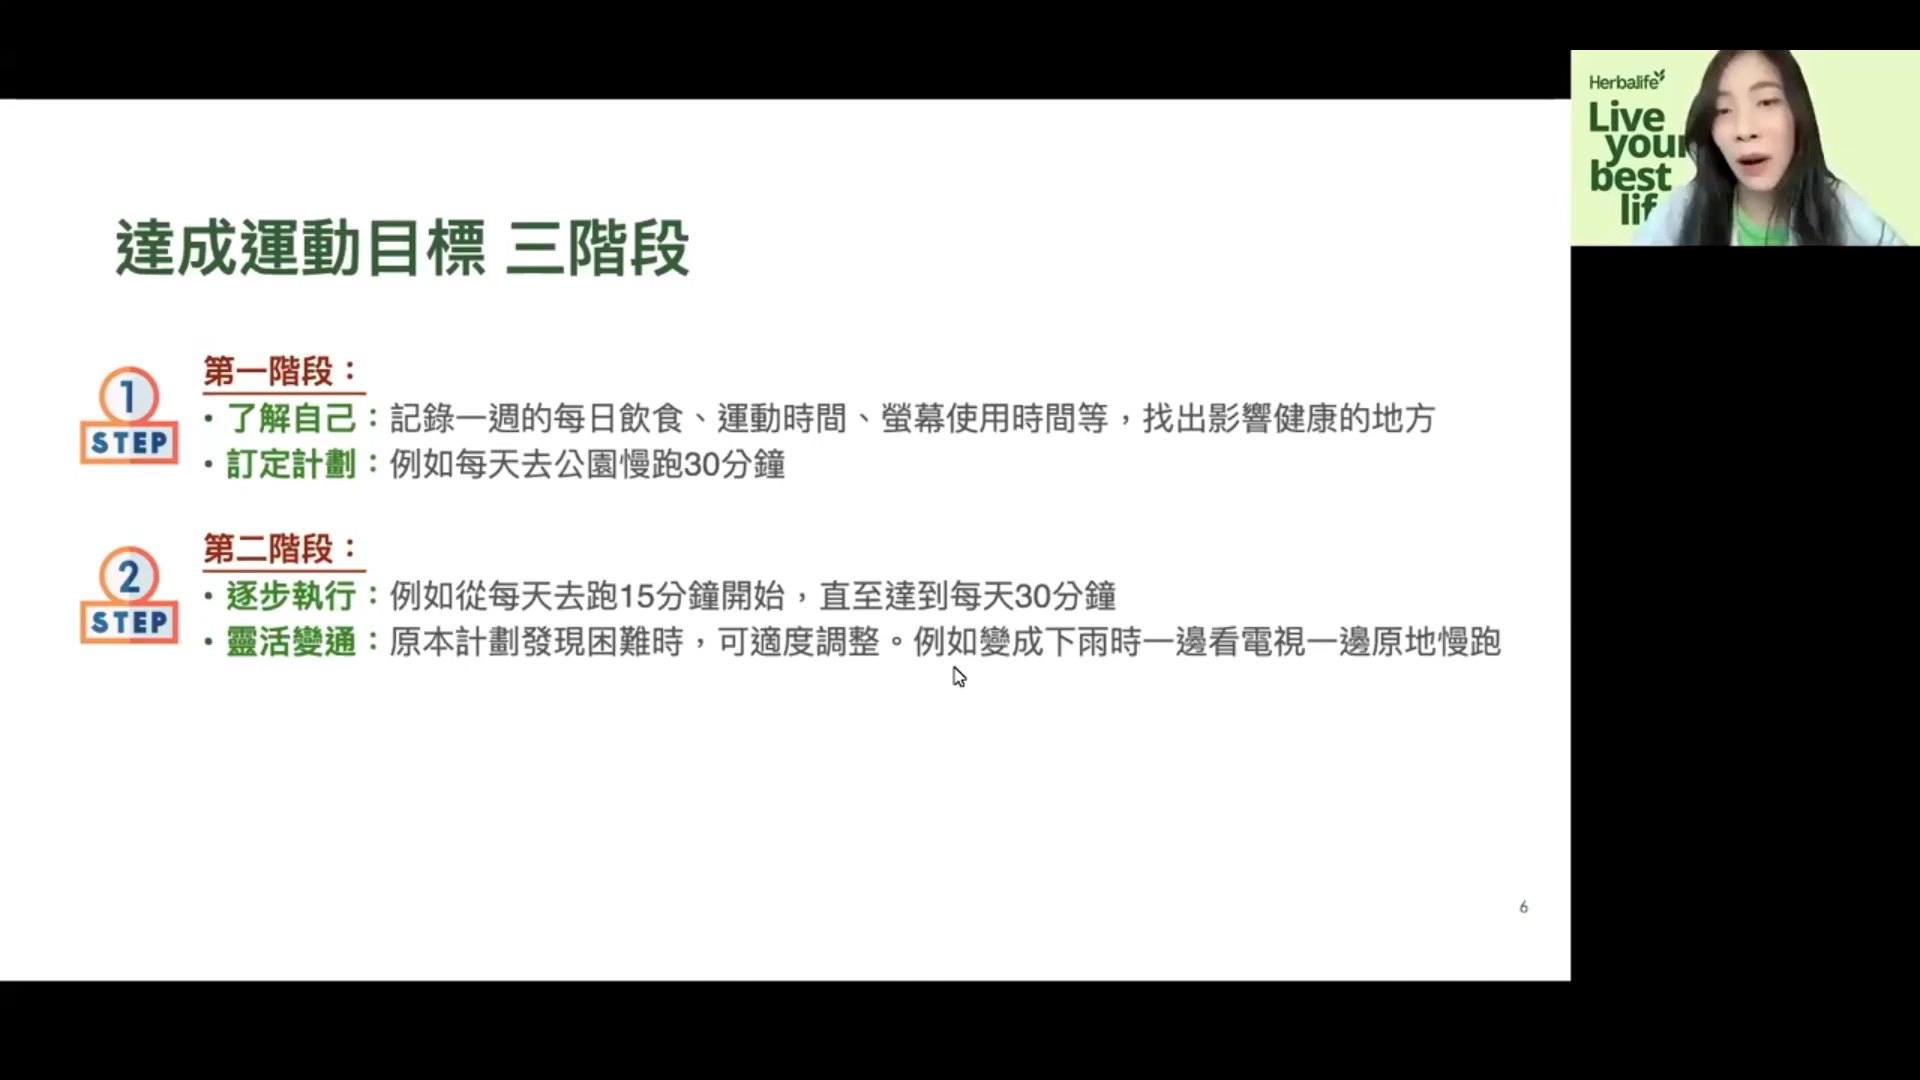 達成運動目標 三階段
1
STEP
第一階段：
• 了解自己：記錄一週的每日飲食、運動時間、螢幕使用時間等，找出影響健康的地方
• 訂定計劃：例如每天去公園慢跑30分鐘
2
STEP
第二階段：
• 逐步執行：例如從每天去跑15分鐘開始，直至達到每天30分鐘
• 靈活變通：原本計劃發現困難時，可適度調整。例如變成下雨時一邊看電視一邊原地慢跑
6
Herbalife
Live
your
best
lif